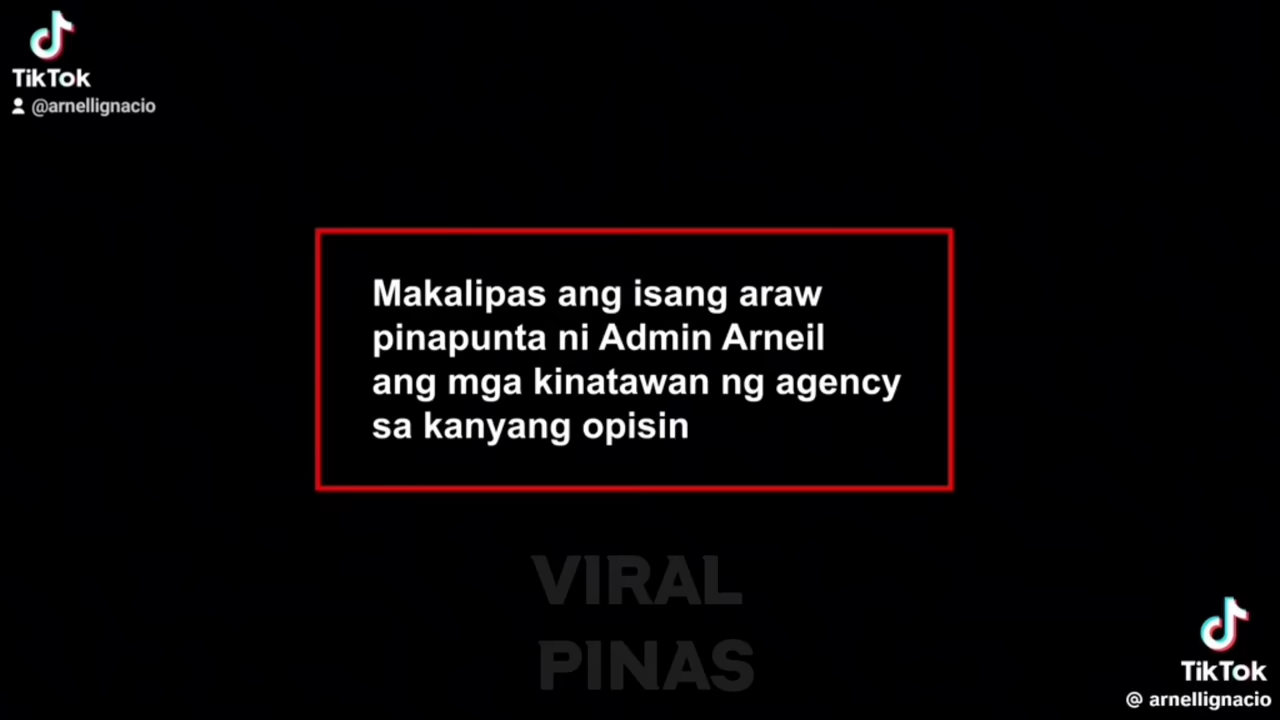 TikTok
@arnellignacio
Makalipas ang isang araw
pinapunta ni Admin Arneil
ang mga kinatawan ng agency
sa kanyang opisin
VIRAL
PINAS
TikTok
@ arnellignacio